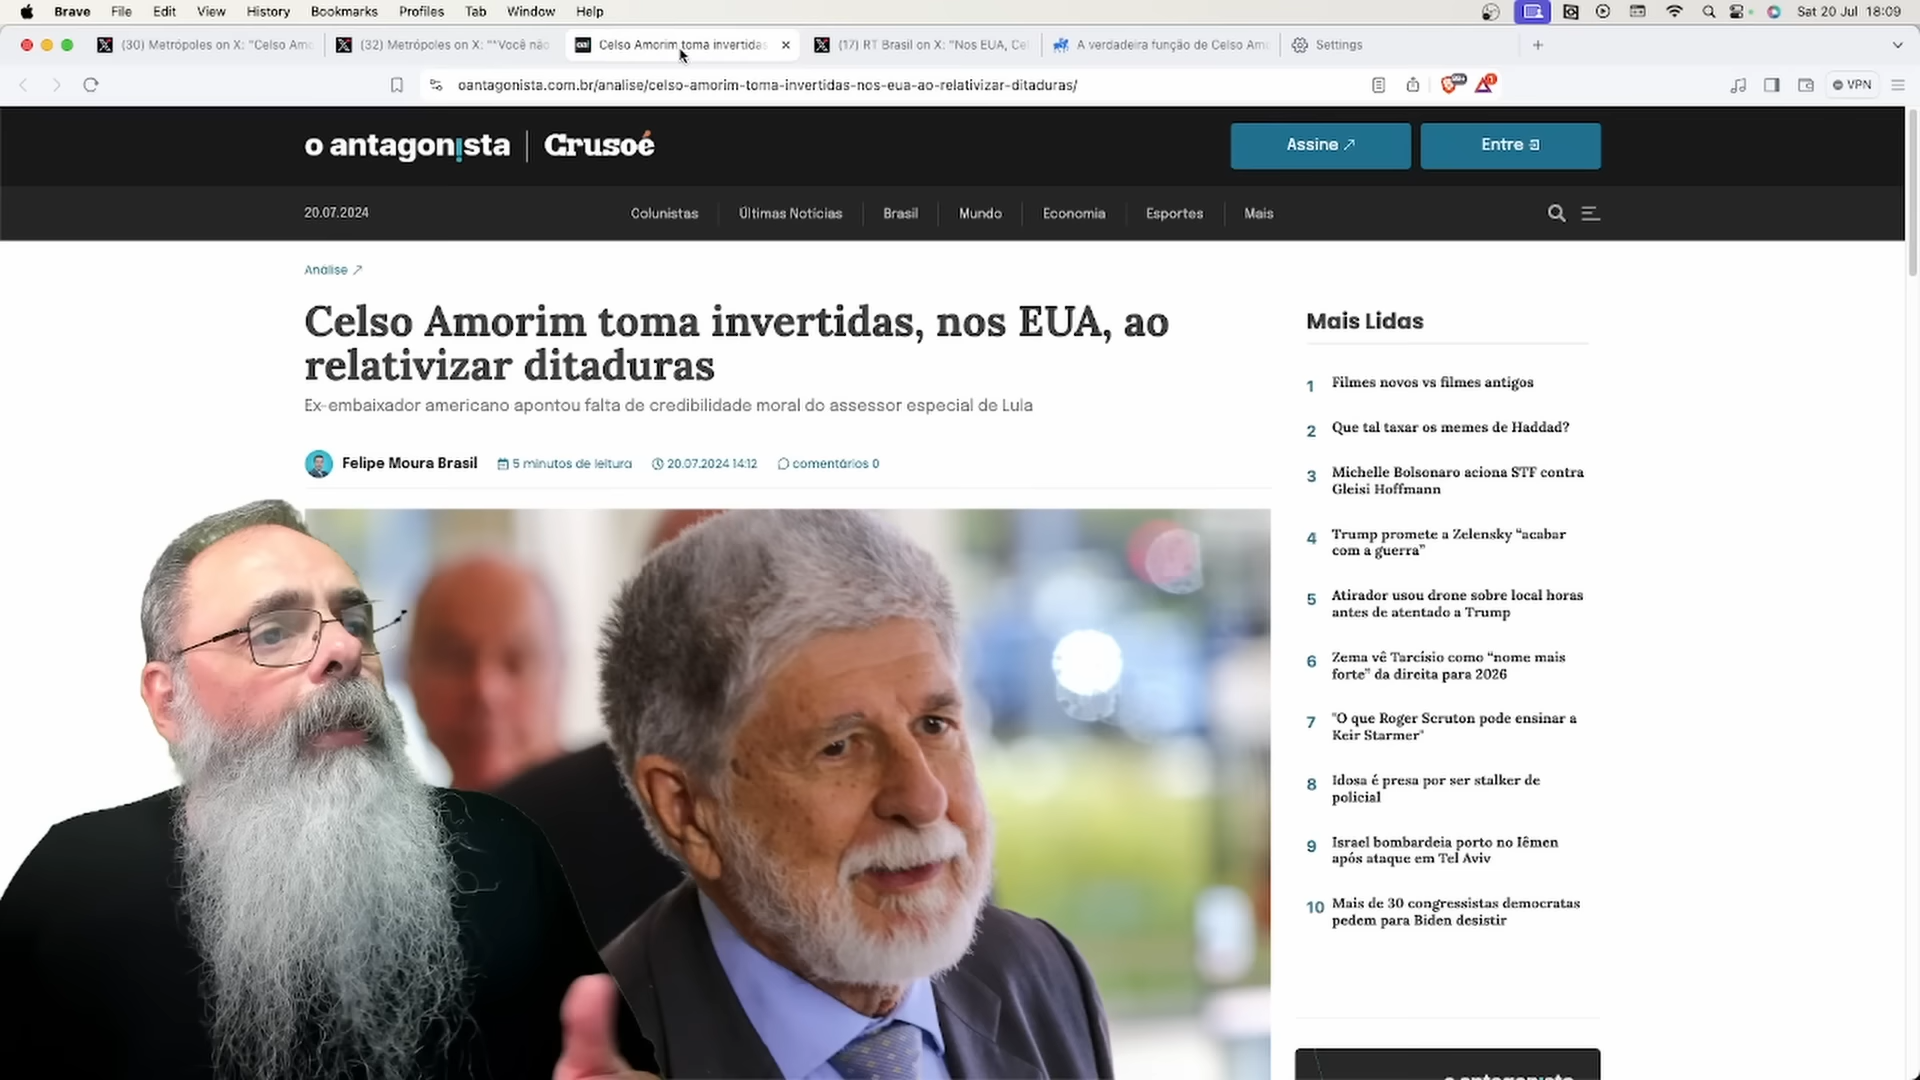 Brave File Edit View History Bookmarks Profiles Tab Window Help Sat 20 Jul 18:09
(30) Metrópoles on X: "Celso Amo
(32) Metrópoles on X: ""Você não
Celso Amorim toma invertidas
(17) RT Brasil on X: "Nos EUA, Cel
A verdadeira função de Celso Amo
Settings
oantagonista.com.br/analise/celso-amorim-toma-invertidas-nos-eua-ao-relativizar-ditaduras/
VPN
o antagonista | Crusoé
Assine
Entre
20.07.2024
Colunistas Últimas Notícias Brasil Mundo Economia Esportes Mais
Análise
Celso Amorim toma invertidas, nos EUA, ao
relativizar ditaduras
Ex-embaixador americano apontou falta de credibilidade moral do assessor especial de Lula
Felipe Moura Brasil 5 minutos de leitura 20.07.2024 14:12 comentários 0
Mais Lidas
1 Filmes novos vs filmes antigos
2 Que tal taxar os memes de Haddad?
3 Michelle Bolsonaro aciona STF contra
Gleisi Hoffmann
4 Trump promete a Zelensky “acabar
com a guerra”
5 Atirador usou drone sobre local horas
antes de atentado a Trump
6 Zema vê Tarcísio como “nome mais
forte” da direita para 2026
7 "O que Roger Scruton pode ensinar a
Keir Starmer"
8 Idosa é presa por ser stalker de
policial
9 Israel bombardeia porto no Iêmen
após ataque em Tel Aviv
10 Mais de 30 congressistas democratas
pedem para Biden desistir
o antagonista